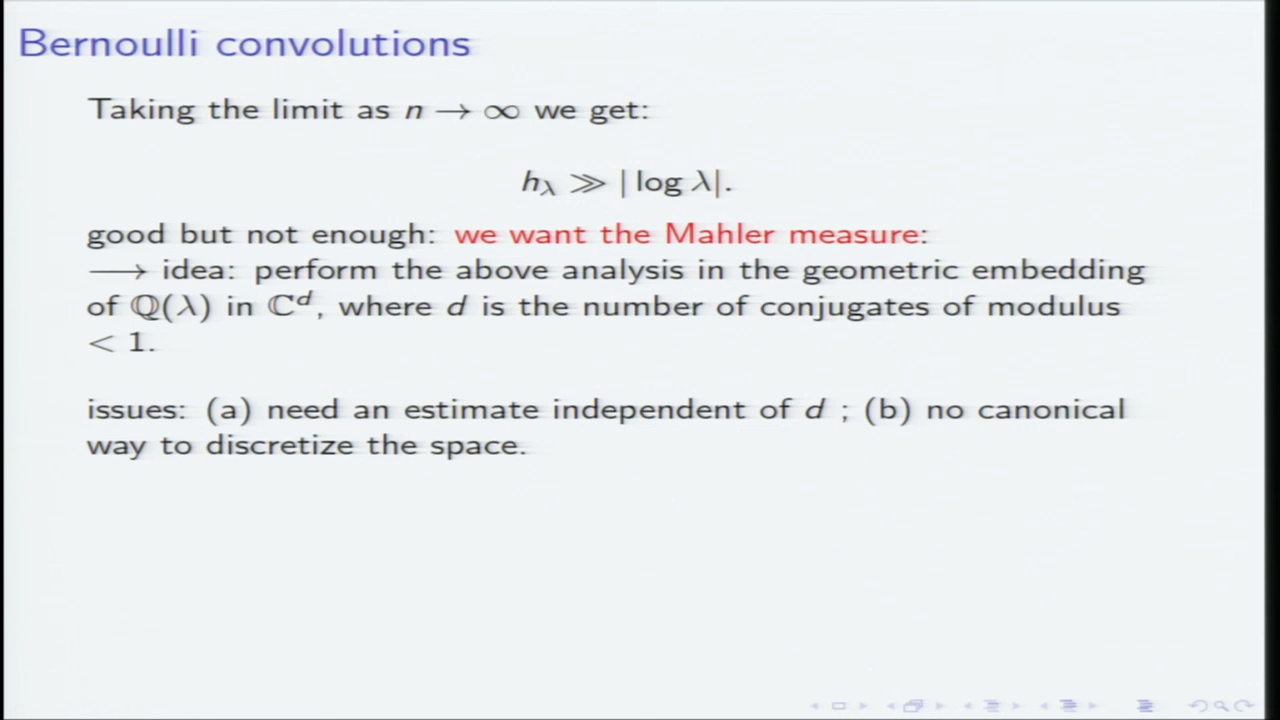 Bernoulli convolutions
Taking the limit as n → ∞ we get:
h_λ ≫ | log λ|.
good but not enough: we want the Mahler measure:
⟶ idea: perform the above analysis in the geometric embedding
of ℚ(λ) in ℂ^d, where d is the number of conjugates of modulus
< 1.
issues: (a) need an estimate independent of d ; (b) no canonical
way to discretize the space.